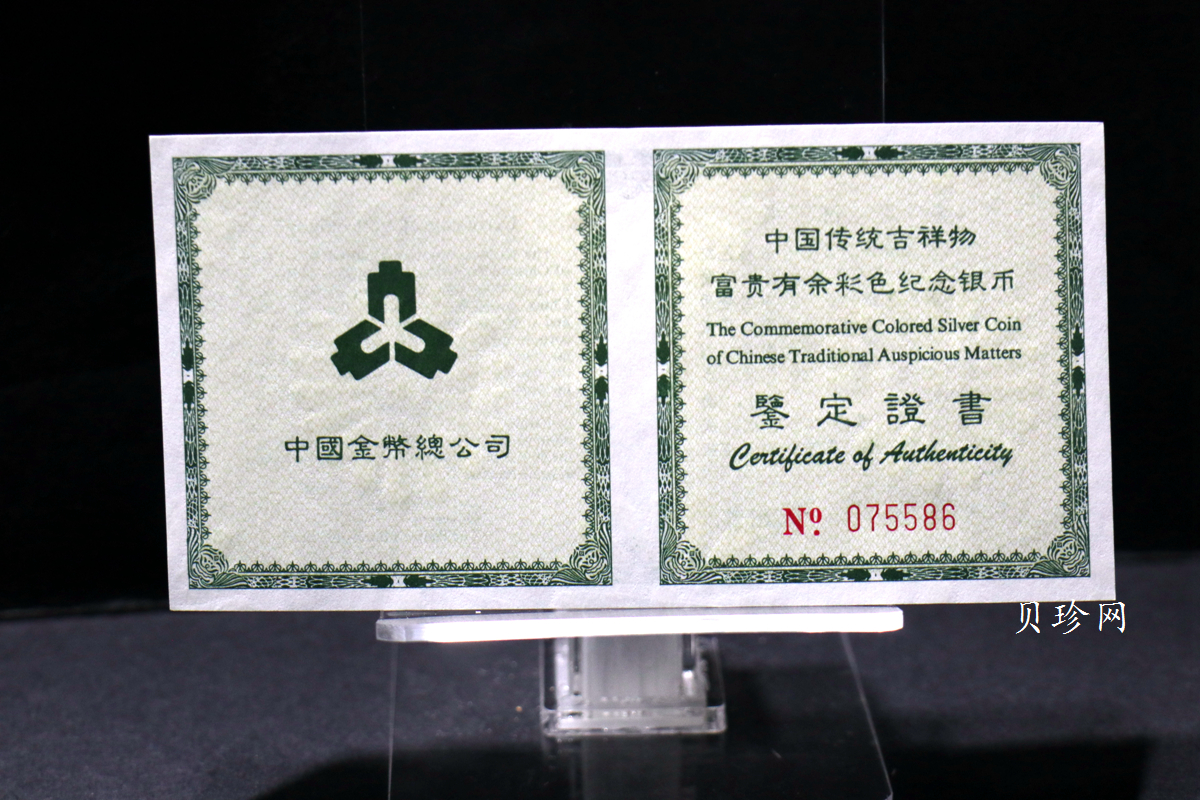 中國金幣總公司
中国传统吉祥物
富贵有余彩色纪念银币
The Commemorative Colored Silver Coin
of Chinese Traditional Auspicious Matters
鑒定證書
Certificate of Authenticity
Nº. 075586
贝珍网